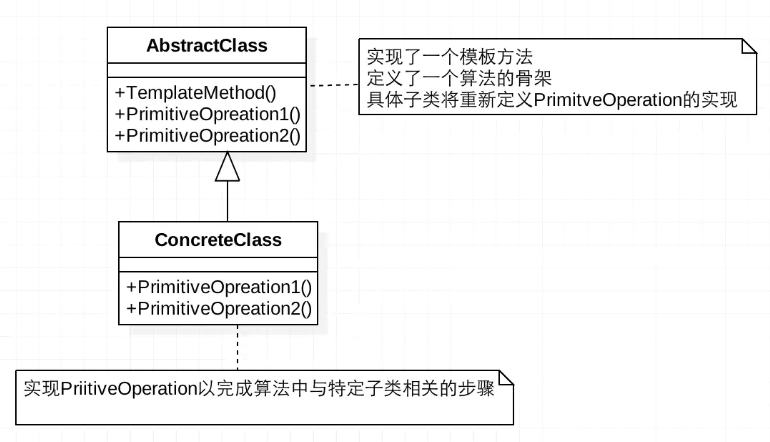 AbstractClass
+TemplateMethod()
+PrimitiveOpreation1()
+PrimitiveOpreation2()
实现了一个模板方法
定义了一个算法的骨架
具体子类将重新定义PrimitveOperation的实现
ConcreteClass
+PrimitiveOpreation1()
+PrimitiveOpreation2()
实现PriitiveOperation以完成算法中与特定子类相关的步骤